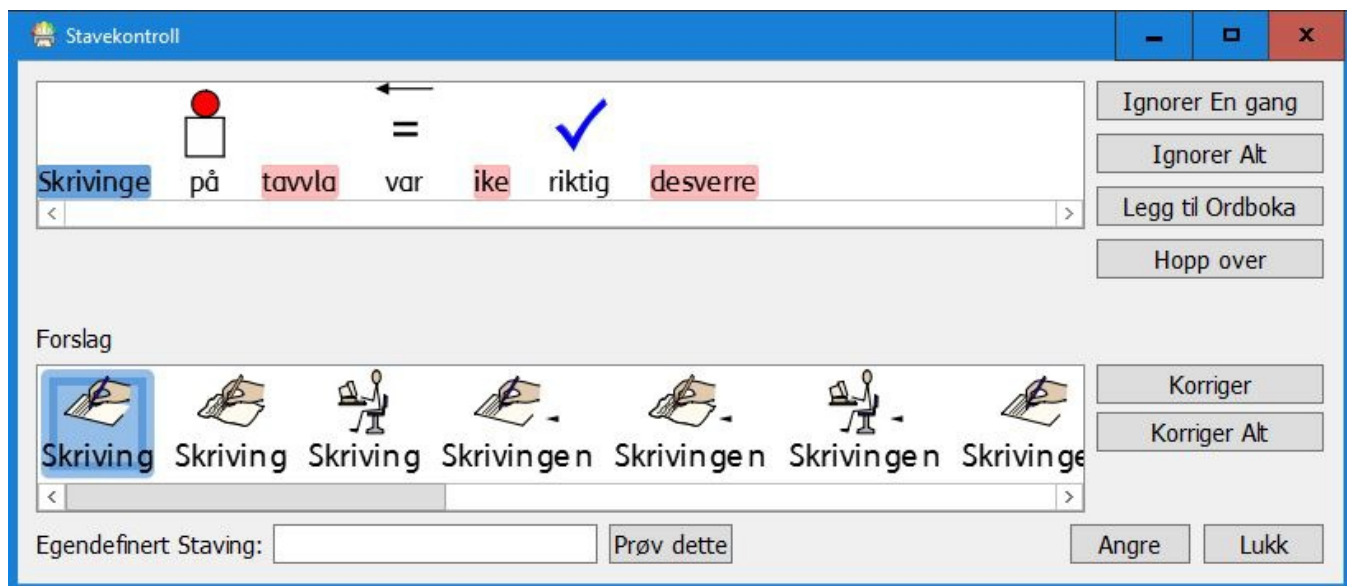 Stavekontroll
Skrivinge på tavvla var ike riktig desverre
Ignorer En gang
Ignorer Alt
Legg til Ordboka
Hopp over
Forslag
Skriving Skriving Skriving Skrivingen Skrivingen Skrivingen Skrivinge
Korriger
Korriger Alt
Egendefinert Staving: Prøv dette Angre Lukk